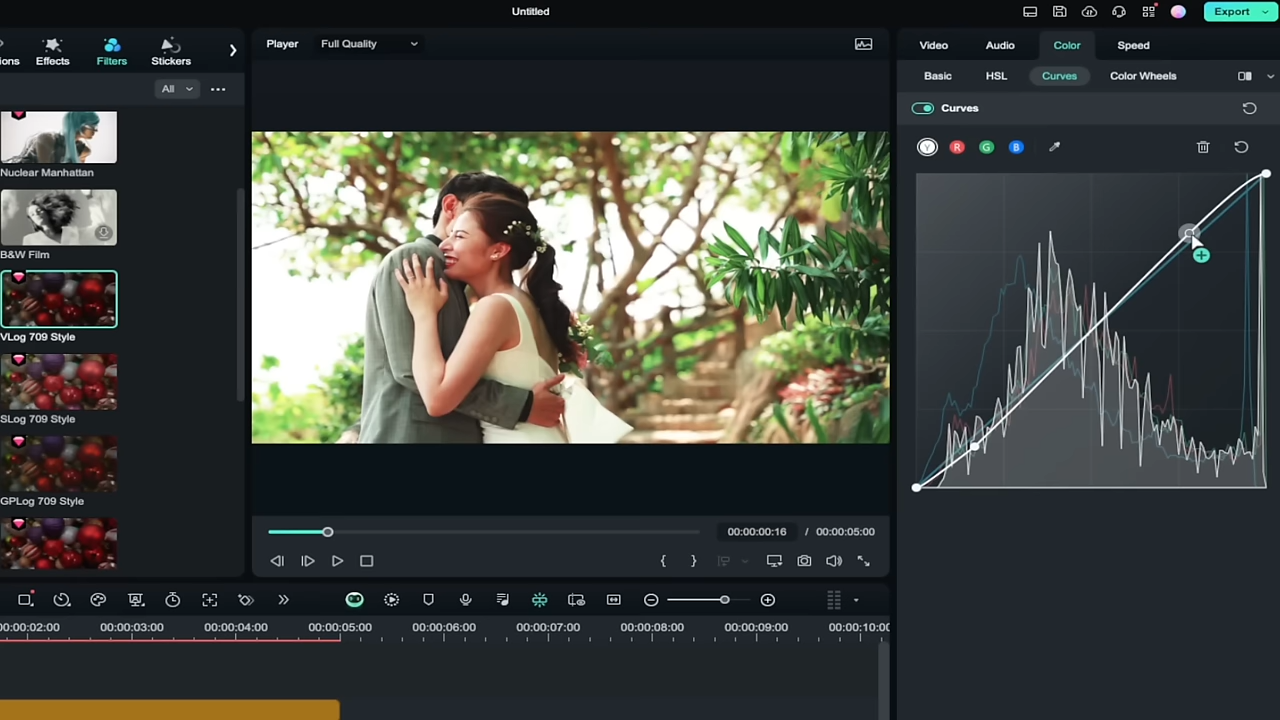 Untitled
Export
ions
Effects
Filters
Stickers
All
Nuclear Manhattan
B&W Film
VLog 709 Style
SLog 709 Style
GPLog 709 Style
Player
Full Quality
00:00:00:16 / 00:00:05:00
Video
Audio
Color
Speed
Basic
HSL
Curves
Color Wheels
Curves
Y
R
G
B
00:00:02:00
00:00:03:00
00:00:04:00
00:00:05:00
00:00:06:00
00:00:07:00
00:00:08:00
00:00:09:00
00:00:10:00